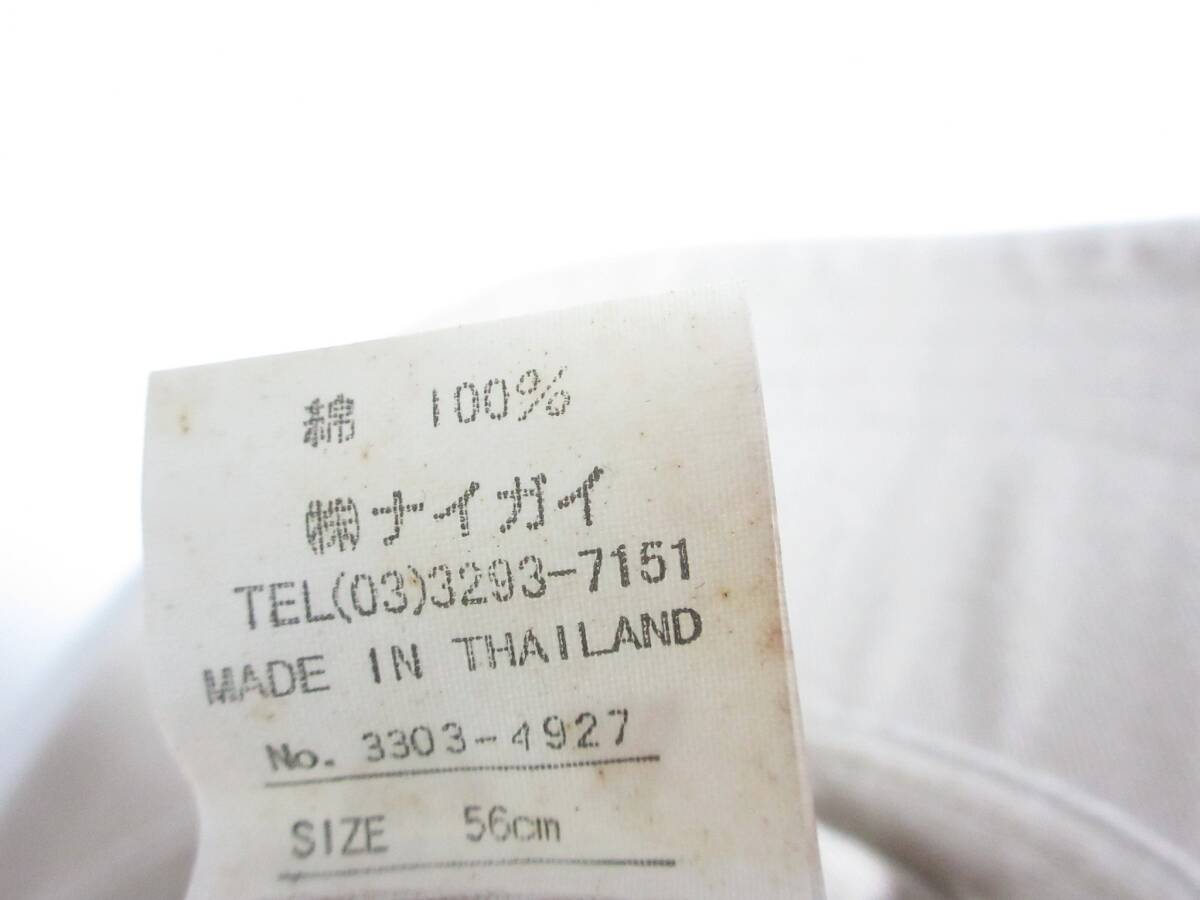 綿 100%
㈱ナイガイ
TEL(03)3293-7151
MADE IN THAILAND
No. 3303-4927
SIZE 56cm